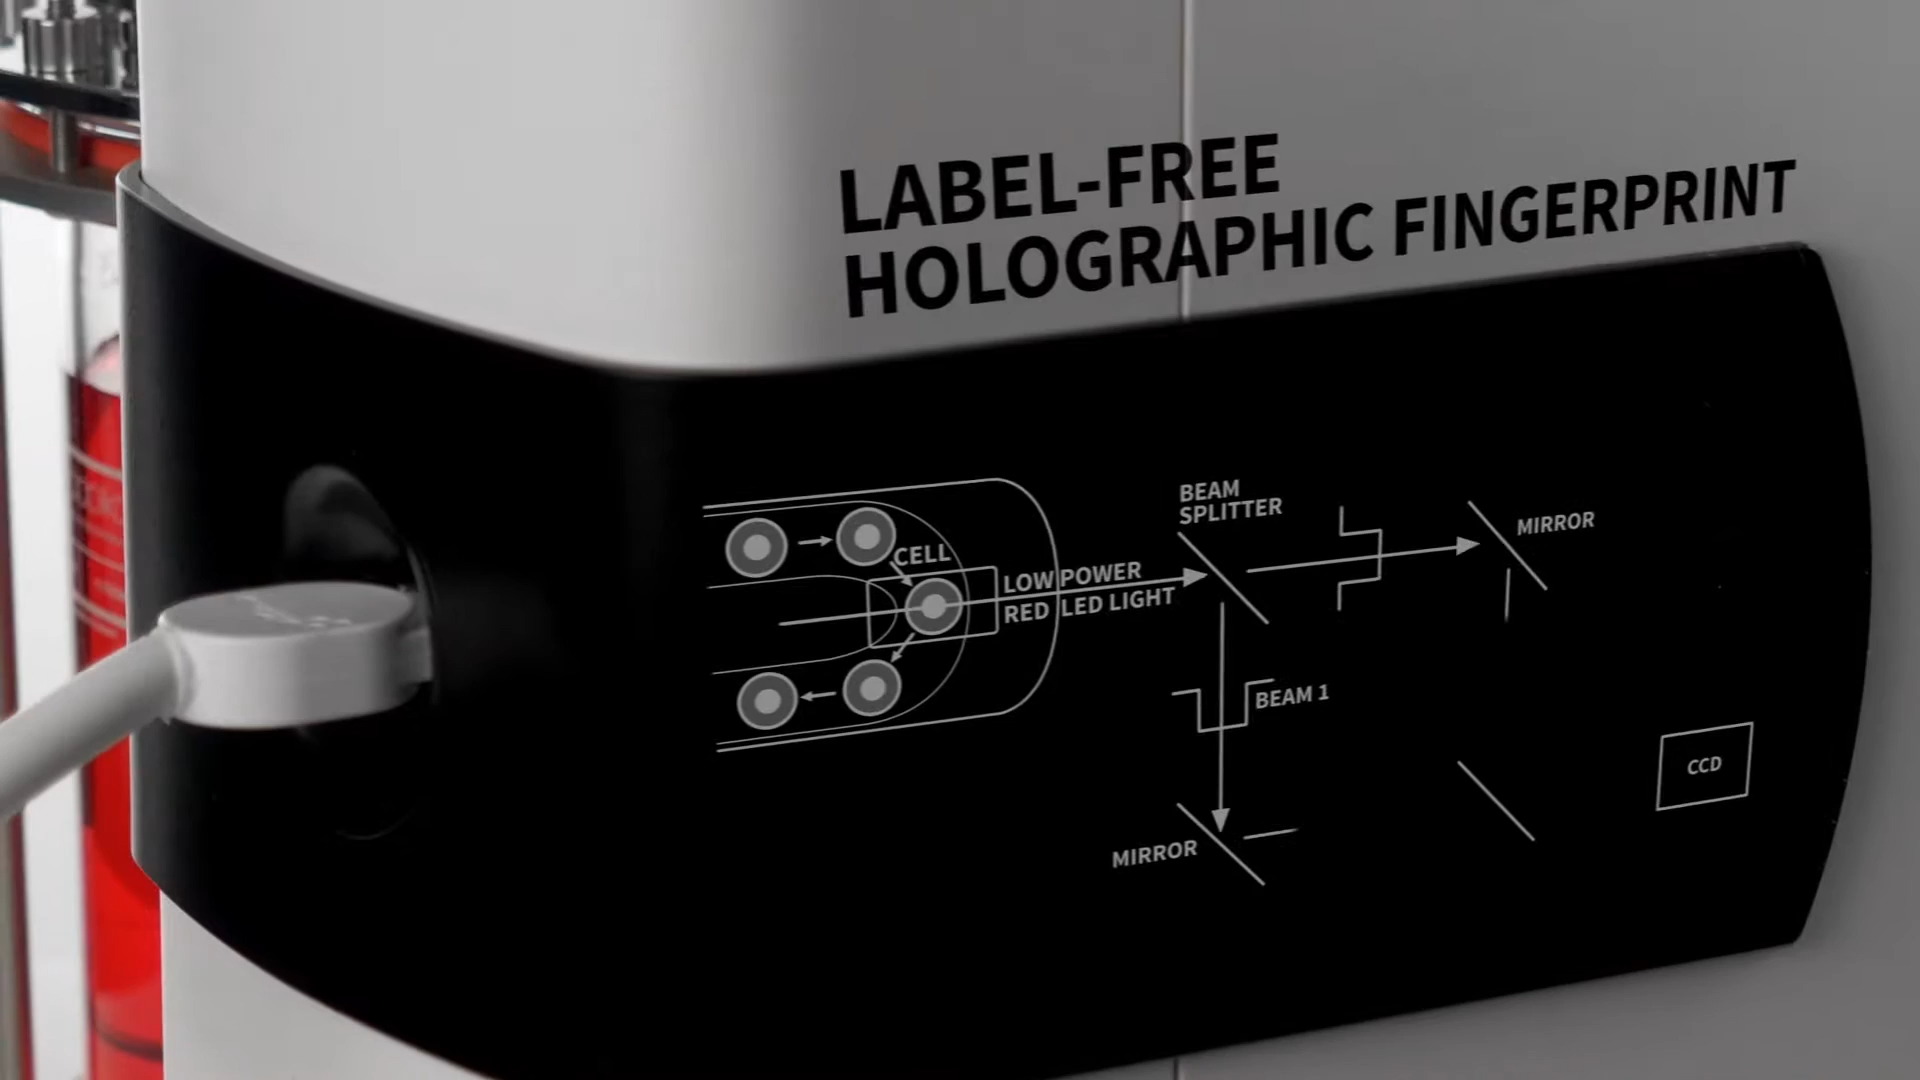 LABEL-FREE
HOLOGRAPHIC FINGERPRINT
BEAM
SPLITTER
MIRROR
CELL
LOW POWER
RED LED LIGHT
BEAM 1
CCD
MIRROR